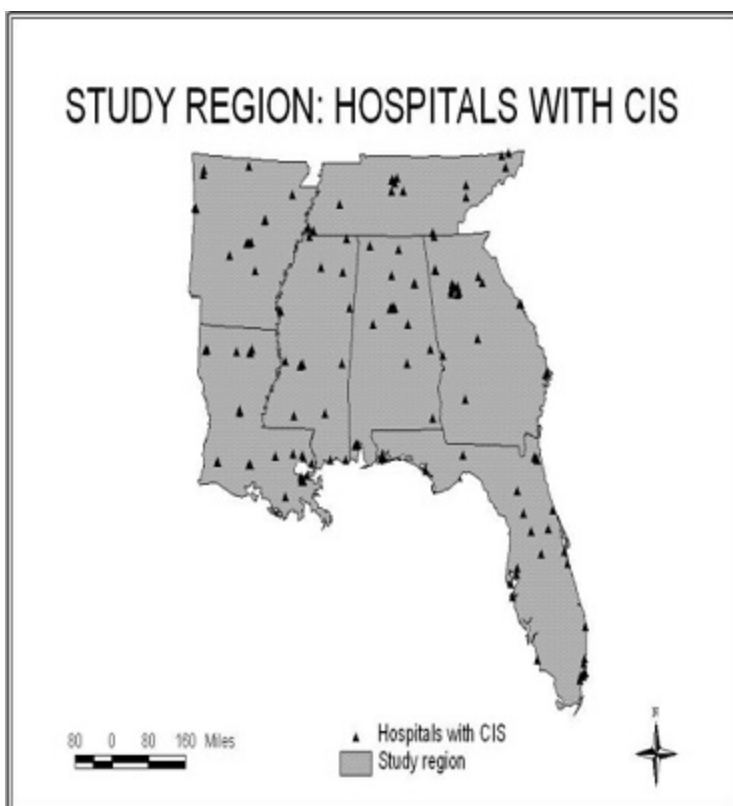 STUDY REGION: HOSPITALS WITH CIS
N
80 0 80 160 Miles
Hospitals with CIS
Study region